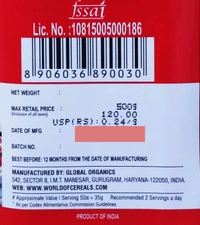 fssai
Lic. No. :10815005000186
8 906036 890030
NET WEIGHT :
500g
MAX RETAIL PRICE :
(Inclusive of all taxes)
120.00
USP(RS): 0.24/g
DATE OF MFG :
BATCH NO. :
BEST BEFORE: 12 MONTHS FROM THE DATE OF MANUFACTURING
MANUFACTURED BY: GLOBAL ORGANICS
542, SECTOR 8, I.M.T. MANESAR, GURUGRAM, HARYANA-122050, INDIA.
WEB: WWW.WORLDOFCEREALS.COM
# Approximate Value I Serving Size = 35g Recommended 2 Servings a day
* As per Codex Alimentarius Commission Guidelines
PRODUCT OF INDIA